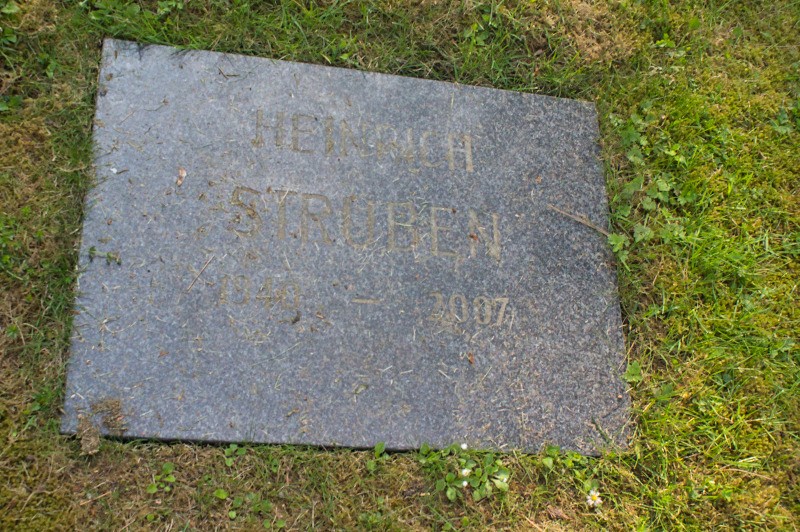 HEINRICH
STRUBEN
1940 – 2007